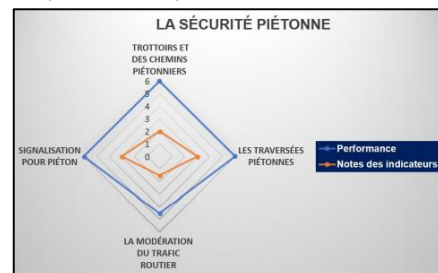 LA SÉCURITÉ PIÉTONNE
TROTTOIRS ET
DES CHEMINS
PIÉTONNIERS
6
5
4
3
2
1
0
SIGNALISATION
POUR PIÉTON
LES TRAVERSÉES
PIÉTONNES
LA MODÉRATION
DU TRAFIC
ROUTIER
Performance
Notes des indicateurs